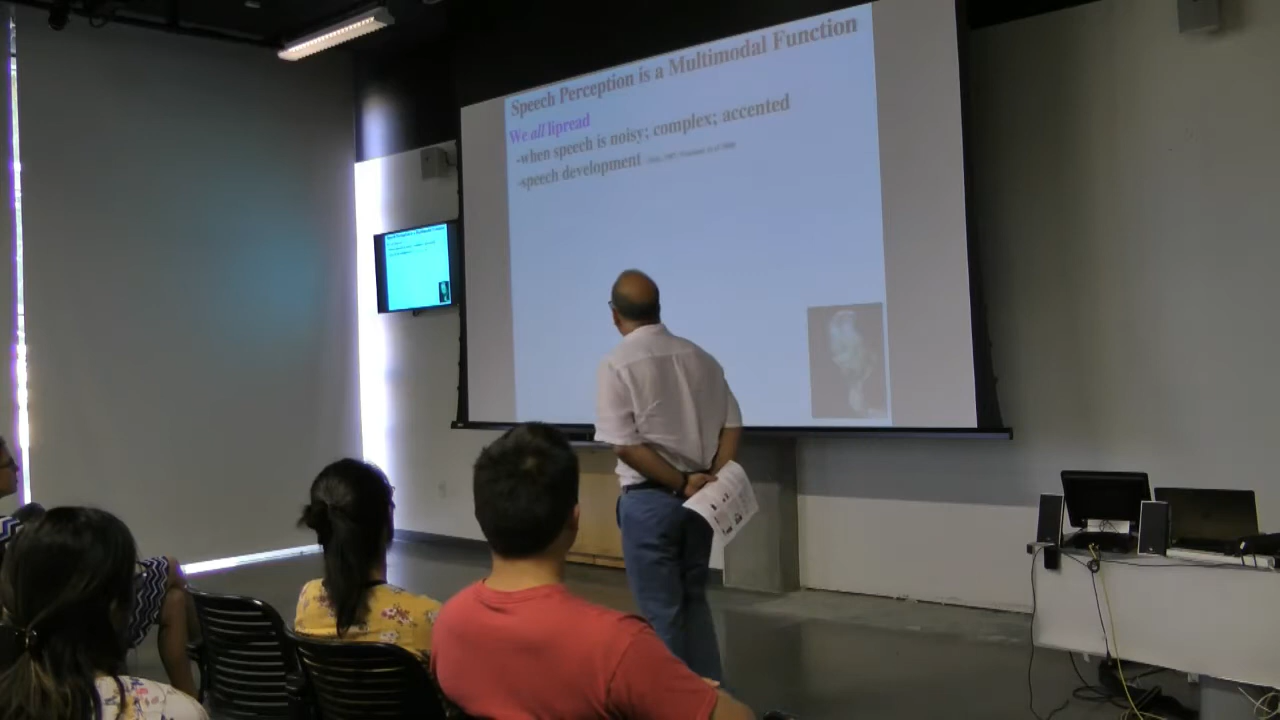 Speech Perception is a Multimodal Function
We all lipread
-when speech is noisy; complex; accented
-speech development